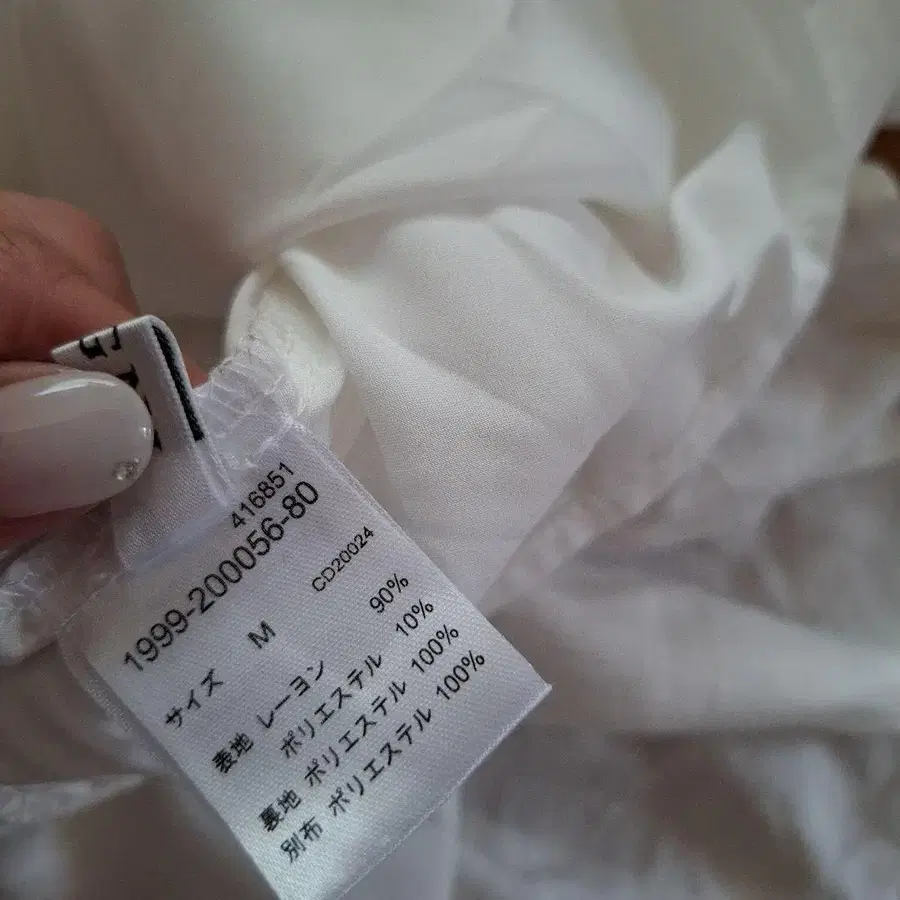 416851
1999-200056-80
サイズ M CD20024
表地 レーヨン 90%
ポリエステル 10%
裏地 ポリエステル 100%
別布 ポリエステル 100%